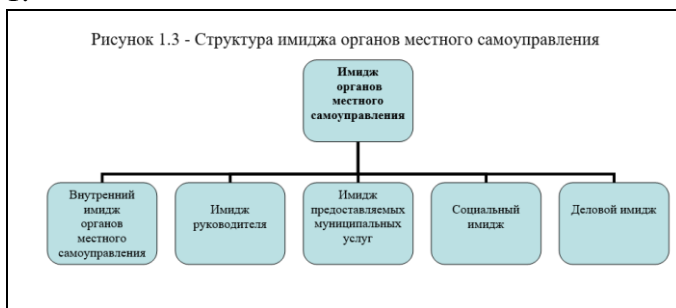 Рисунок 1.3 - Структура имиджа органов местного самоуправления
Имидж
органов
местного
самоуправления
Внутренний
имидж
органов
местного
самоуправления
Имидж
руководителя
Имидж
предоставляемых
муниципальных
услуг
Социальный
имидж
Деловой имидж